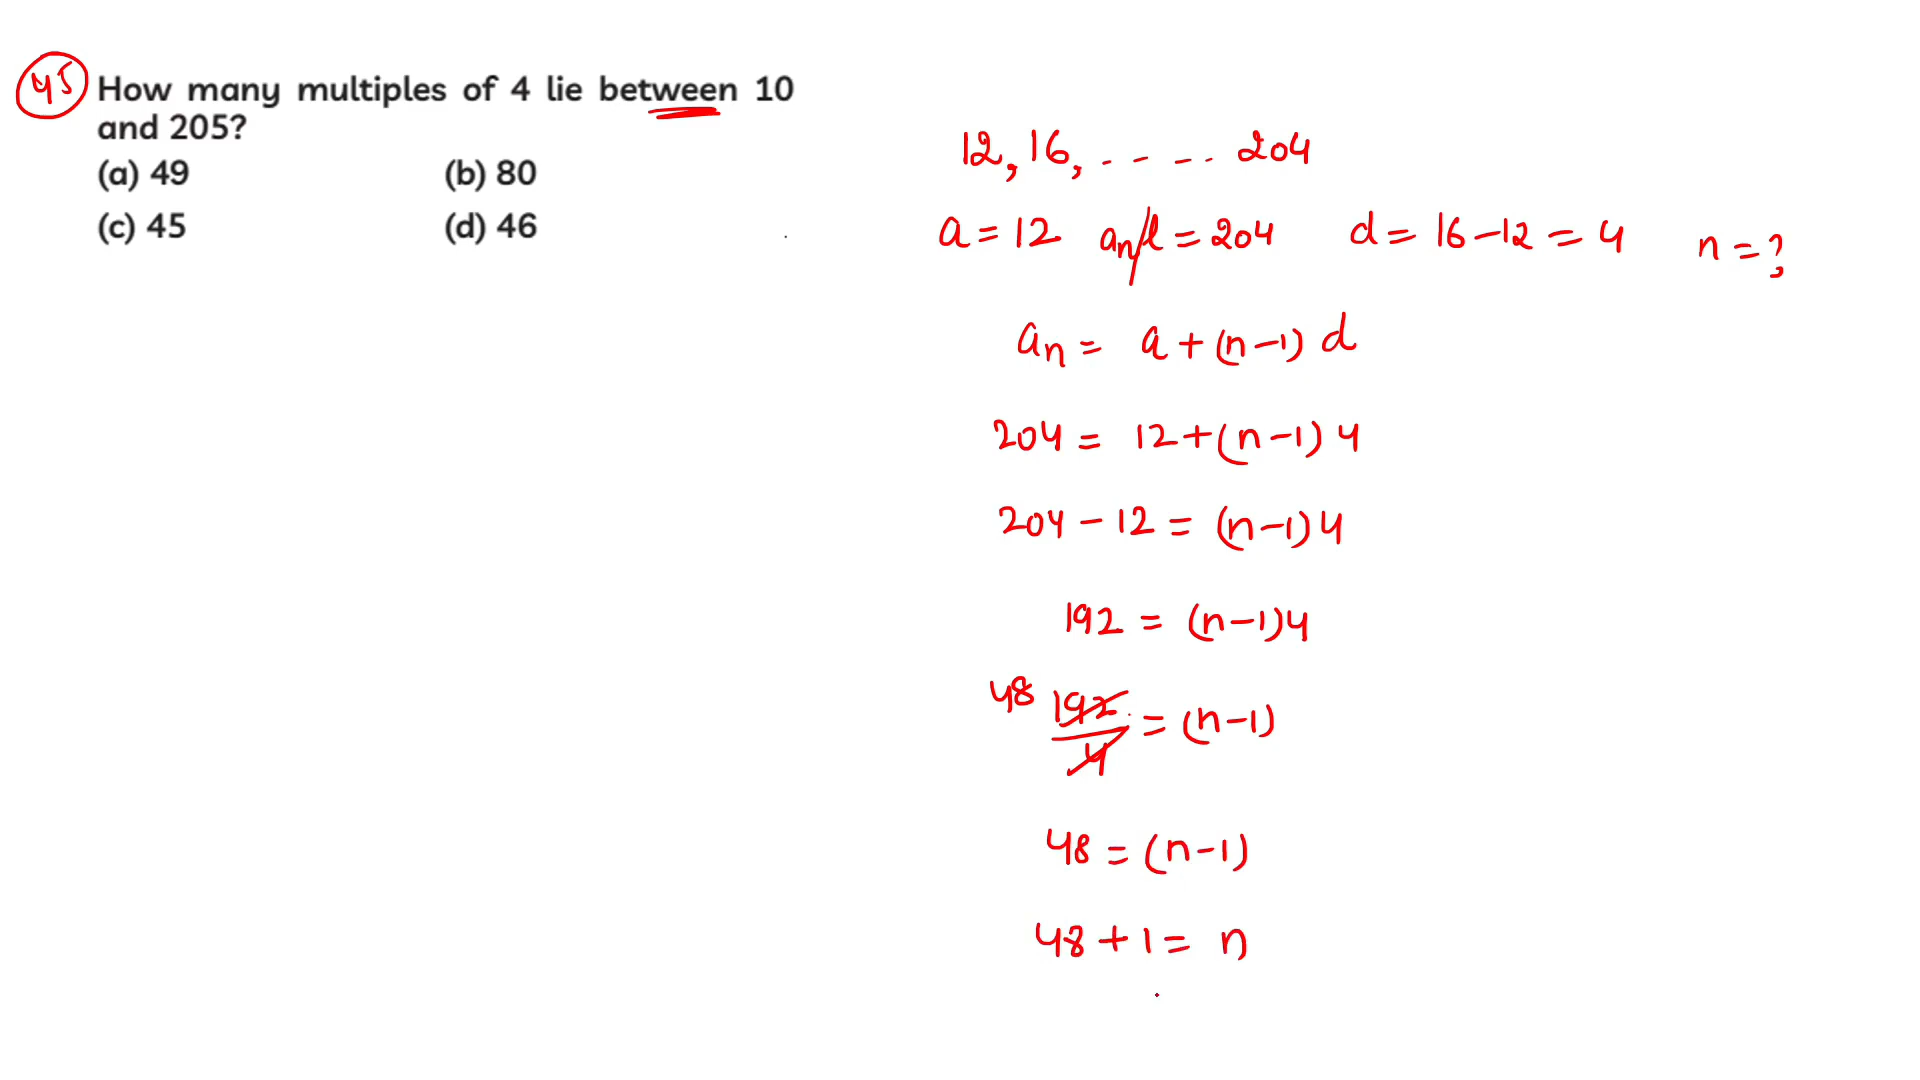 45 How many multiples of 4 lie between 10
and 205?
(a) 49 (b) 80
(c) 45 (d) 46
12, 16, - - - - . 204
a = 12 an/l = 204 d = 16 - 12 = 4 n = ?
an = a + (n-1) d
204 = 12 + (n-1) 4
204 - 12 = (n-1) 4
192 = (n-1)4
48 192/4 = (n-1)
48 = (n-1)
48 + 1 = n